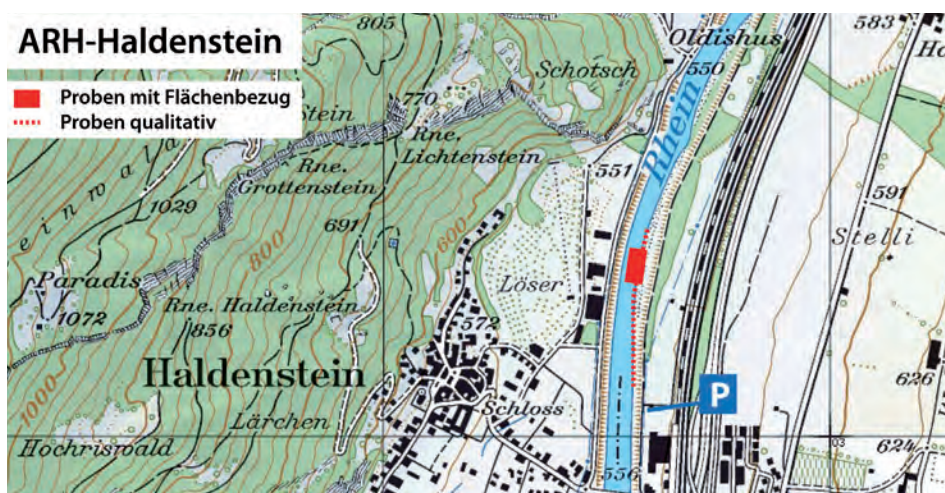 ARH-Haldenstein
Proben mit Flächenbezug
Proben qualitativ
805
Oldishus
583
550
Schotsch
770
Stein
Rne.
Lichtenstein
Rhein
Rne.
Grottenstein
551
591
1029
691
800
600
Stelli
Paradis
Löser
Rne. Haldenstein
1072
856
572
Haldenstein
626
P
1000
Lärchen
Schloss
Hochriswald
03
624
556